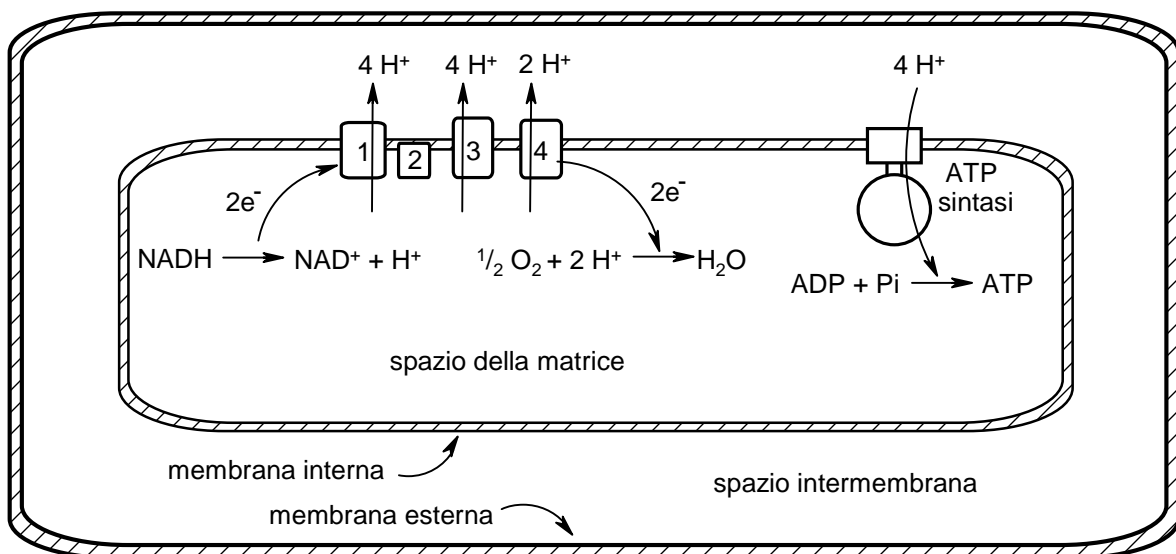 4 H⁺ 4 H⁺ 2 H⁺ 4 H⁺
1 2 3 4
ATP
sintasi
2e⁻ 2e⁻
NADH NAD⁺ + H⁺ ¹/₂ O₂ + 2 H⁺ H₂O
ADP + Pi ATP
spazio della matrice
membrana interna
spazio intermembrana
membrana esterna